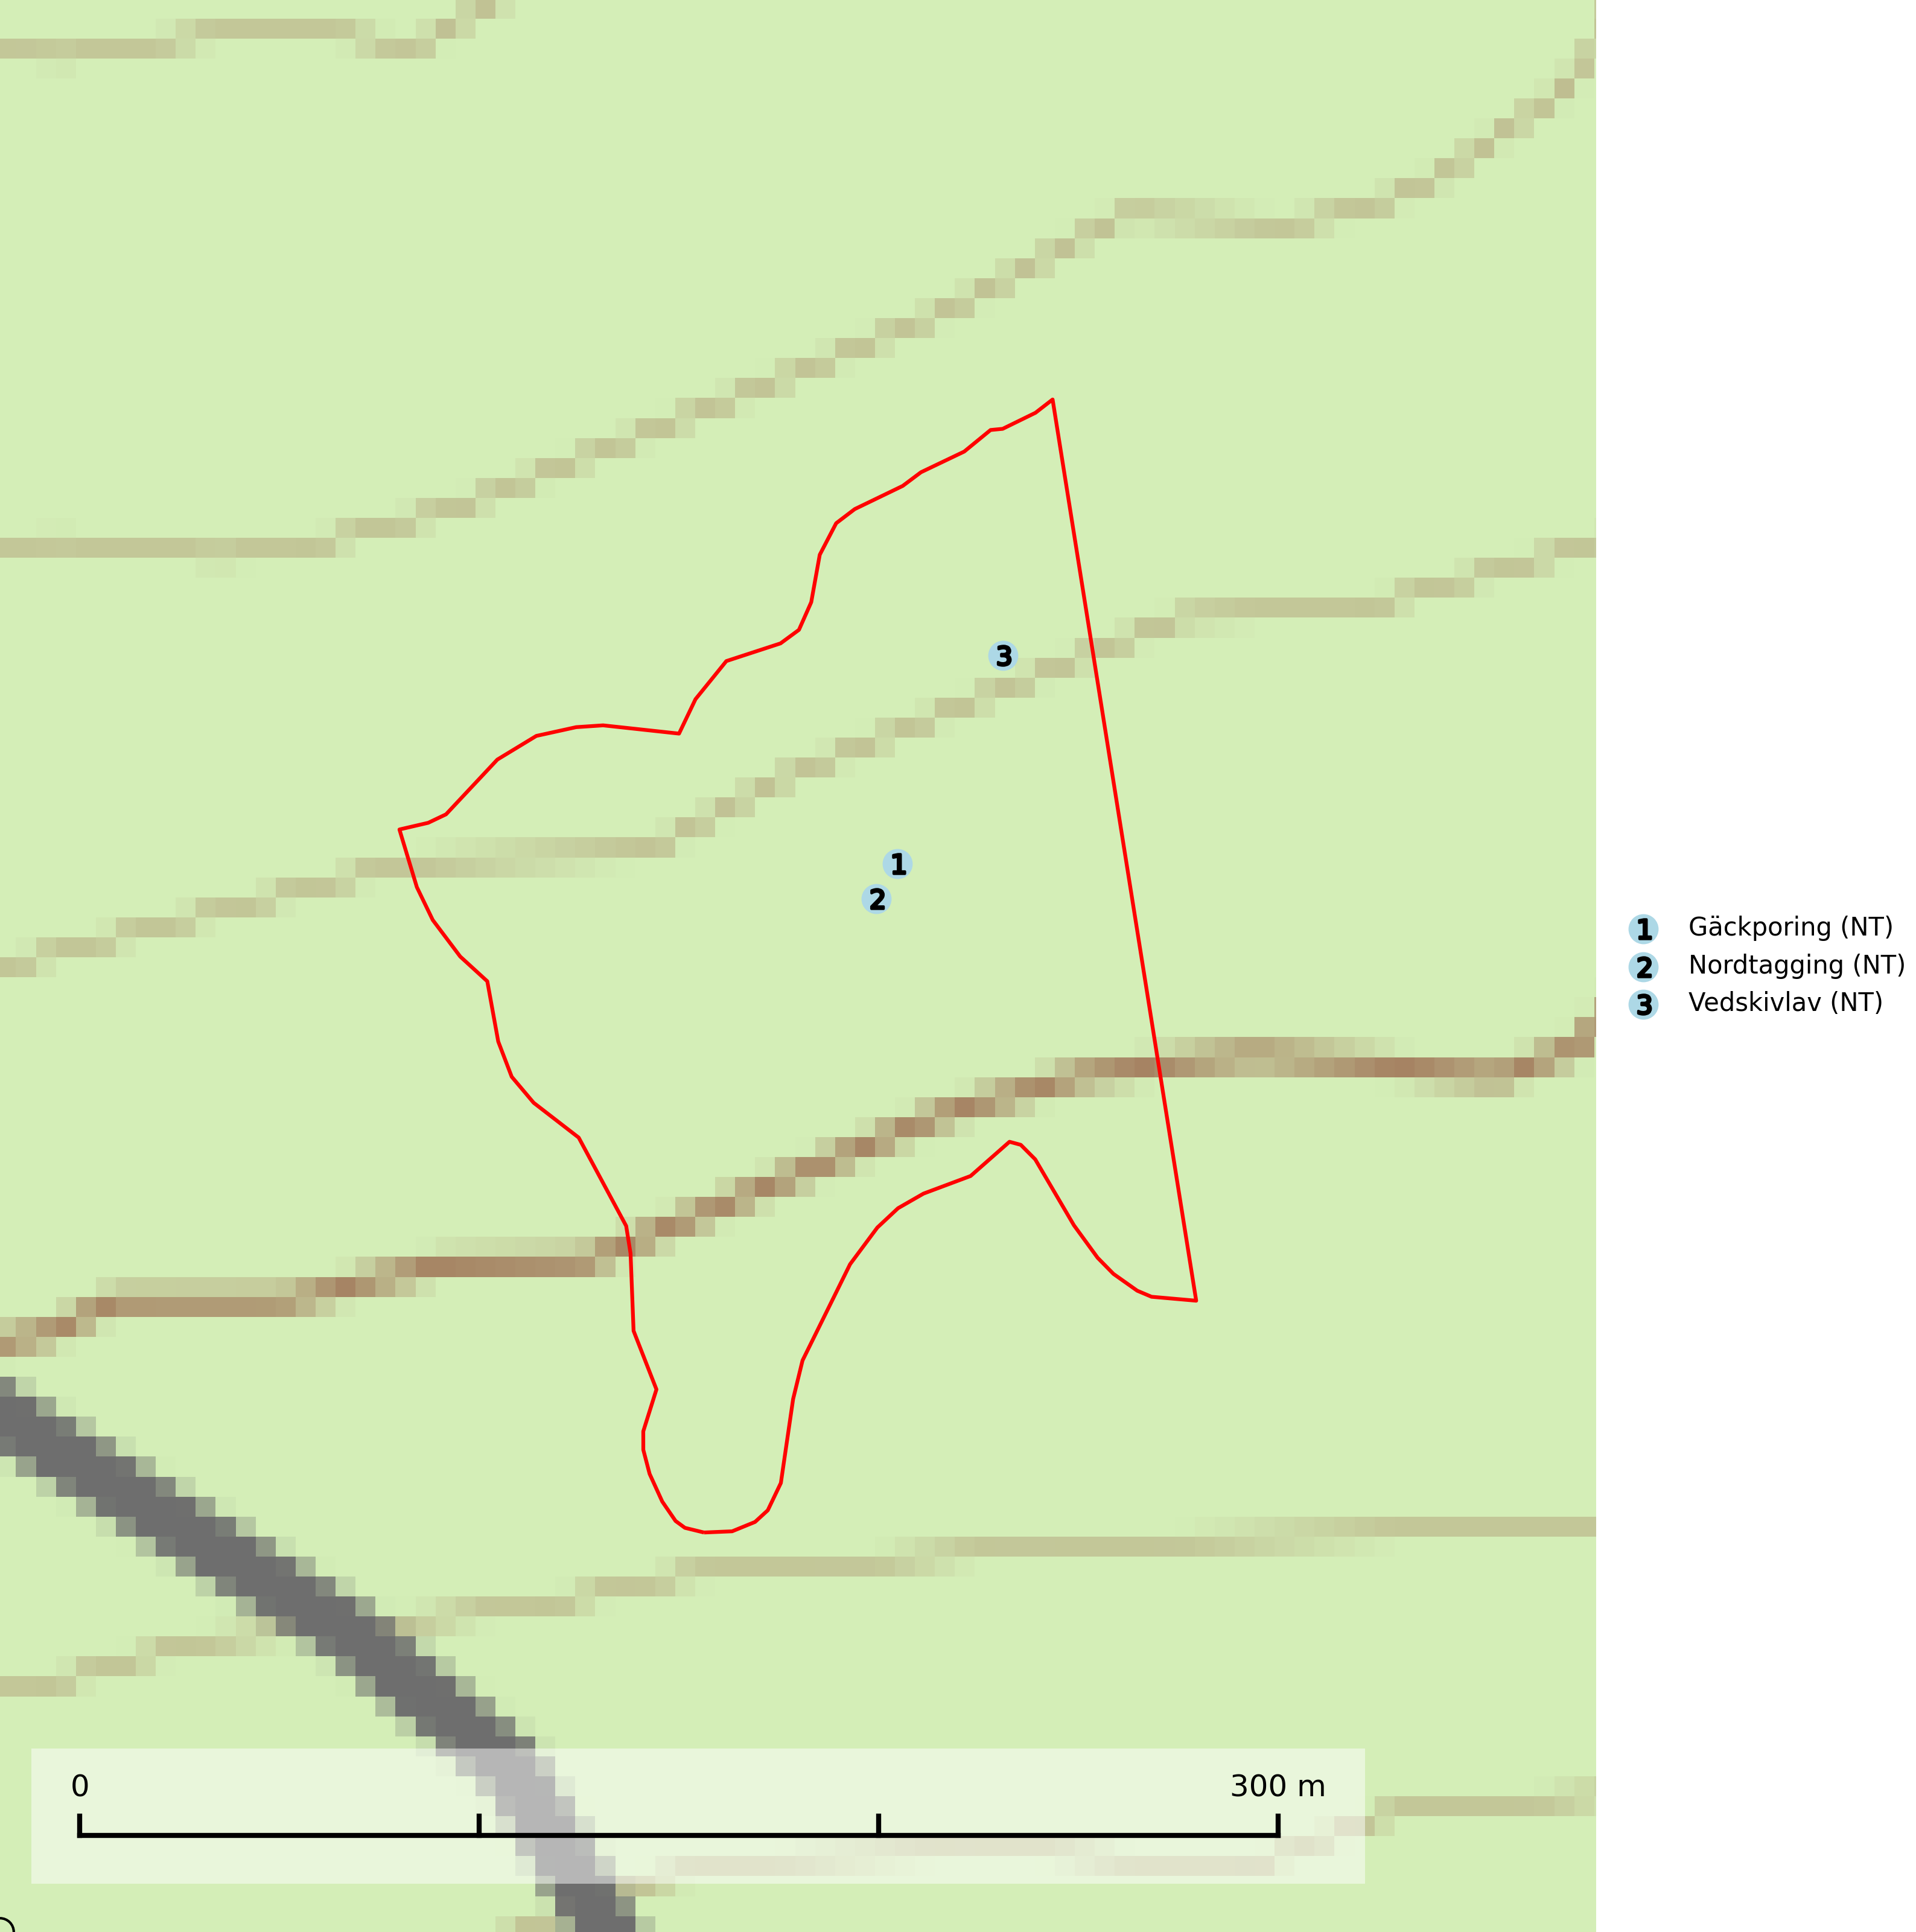 3
1
2
1 Gäckporing (NT)
2 Nordtagging (NT)
3 Vedskivlav (NT)
0 300 m